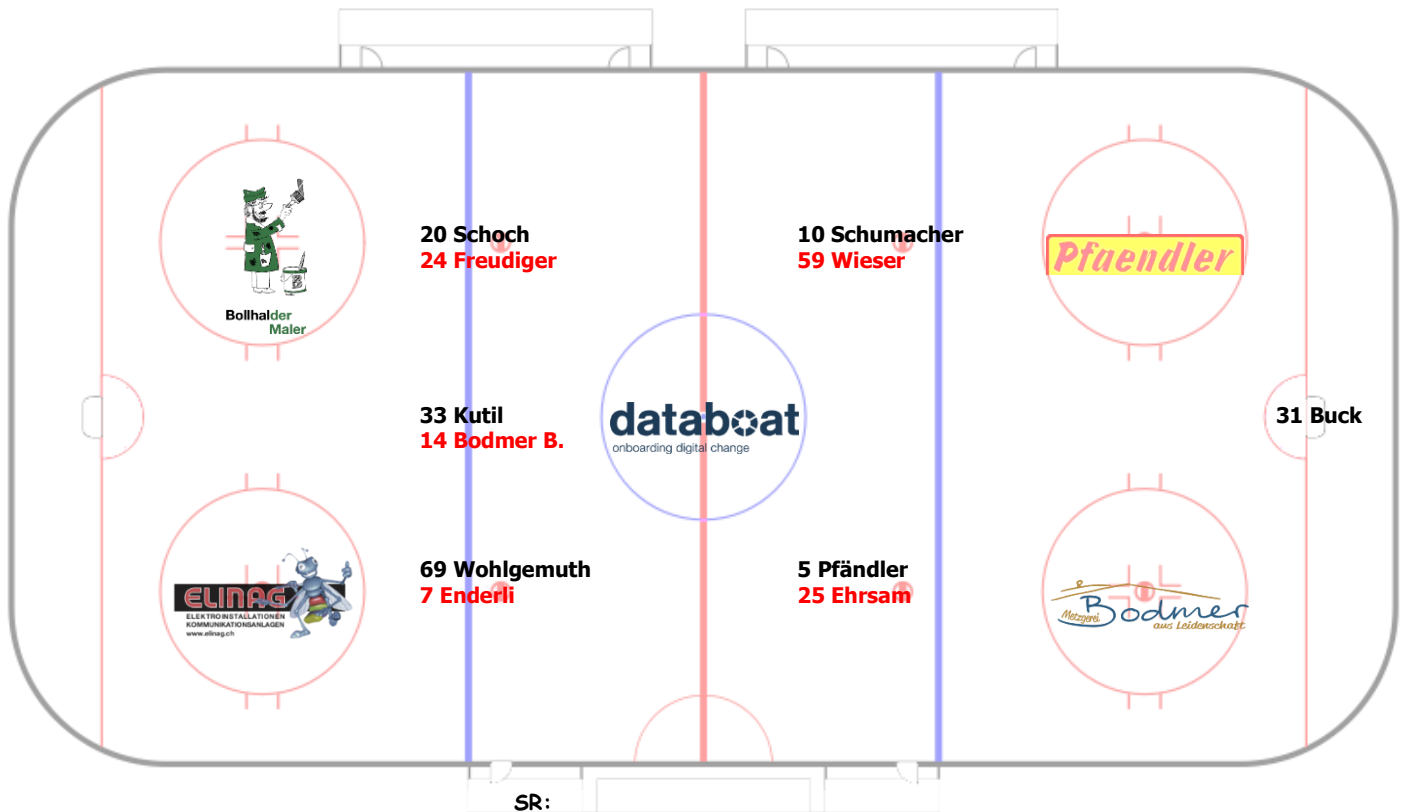 20 Schoch
24 Freudiger
10 Schumacher
59 Wieser
Pfaendler
Bollhalder
Maler
33 Kutil
14 Bodmer B.
databoat
onboarding digital change
31 Buck
69 Wohlgemuth
7 Enderli
5 Pfändler
25 Ehrsam
ELINAG
ELEKTROINSTALLATIONEN
KOMMUNIKATIONSANLAGEN
www.elinag.ch
Metzgerei
Bodmer
aus Leidenschaft
SR: